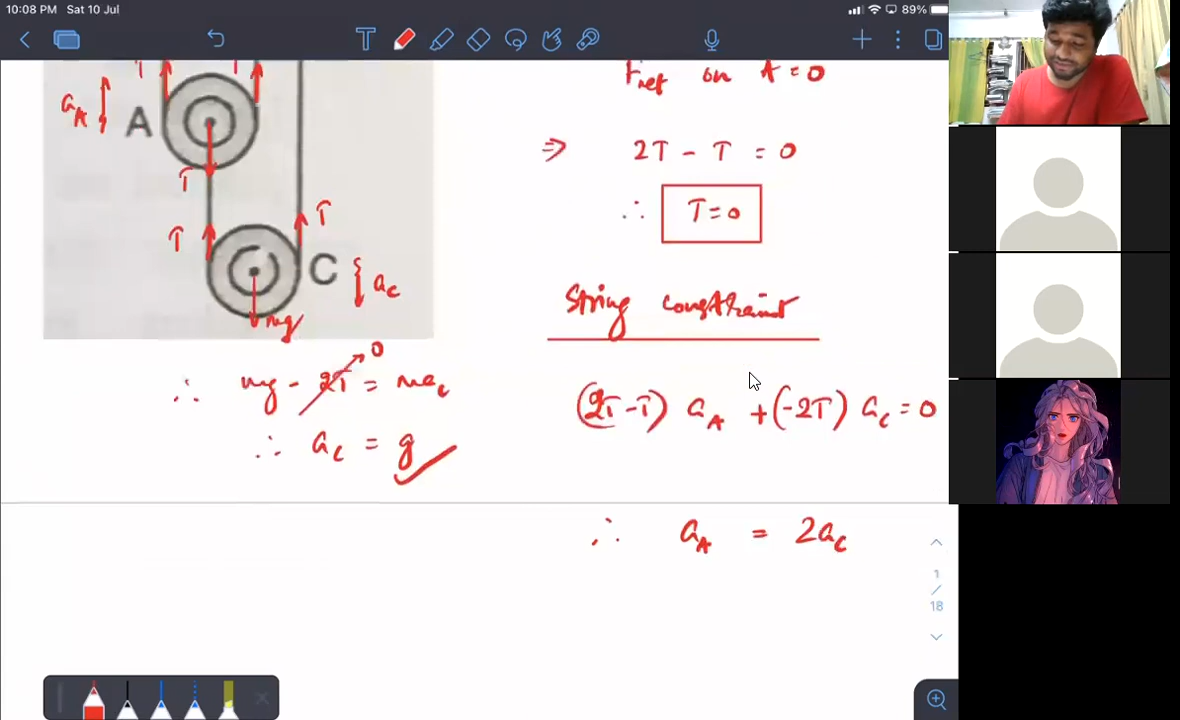 10:08 PM Sat 10 Jul
89%
T T
a_A
A
T
T T
C
a_C
mg
F_net on A = 0
⇒ 2T - T = 0
∴ T = 0
String constraint
∴ mg - 2T = ma_C
0
∴ a_C = g
(2T-T) a_A + (-2T) a_C = 0
∴ a_A = 2a_C
1
/
18